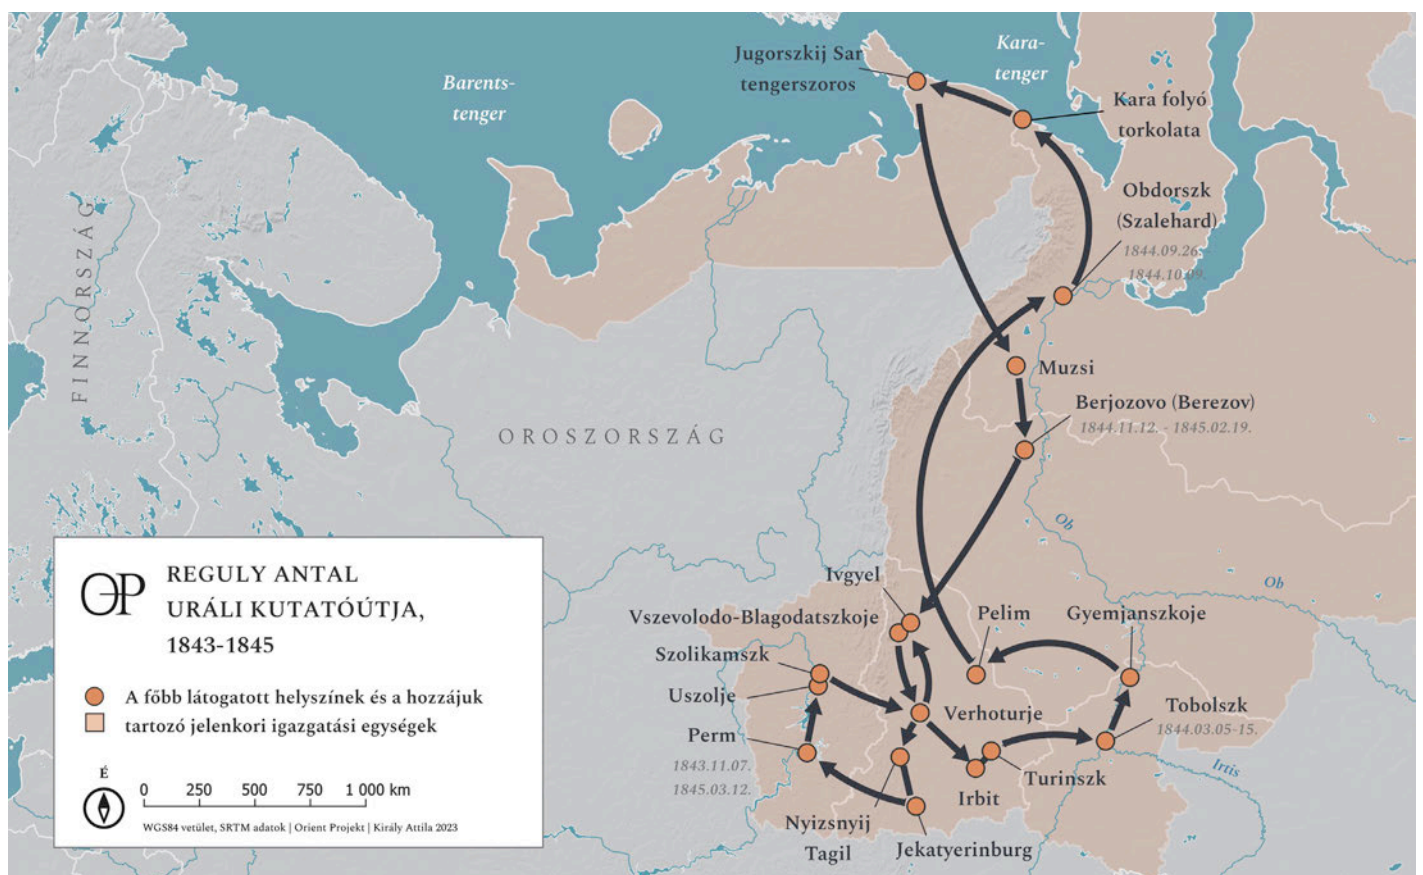 Jugorszkij Sar
tengerszoros
Kara-
tenger
Barents-
tenger
Kara folyó
torkolata
Obdorszk
(Szalehard)
1844.09.26.-
1844.10.09.
FINNORSZÁG
Muzsi
Berjozovo (Berezov)
1844.11.12. - 1845.02.19.
OROSZORSZÁG
Ob
Ob
Ivgyel
Vszevolodo-Blagodatszkoje
Pelim
Gyemjanszkoje
Szolikamszk
Uszolje
Verhoturje
Tobolszk
1844.03.05-15.
Perm
1843.11.07.
1845.03.12.
Irtis
Turinszk
Irbit
Nyizsnyij
Tagil
Jekatyerinburg
OP
REGULY ANTAL
URÁLI KUTATÓÚTJA,
1843-1845
A főbb látogatott helyszínek és a hozzájuk
tartozó jelenkori igazgatási egységek
É
0 250 500 750 1 000 km
WGS84 vetület, SRTM adatok | Orient Projekt | Király Attila 2023